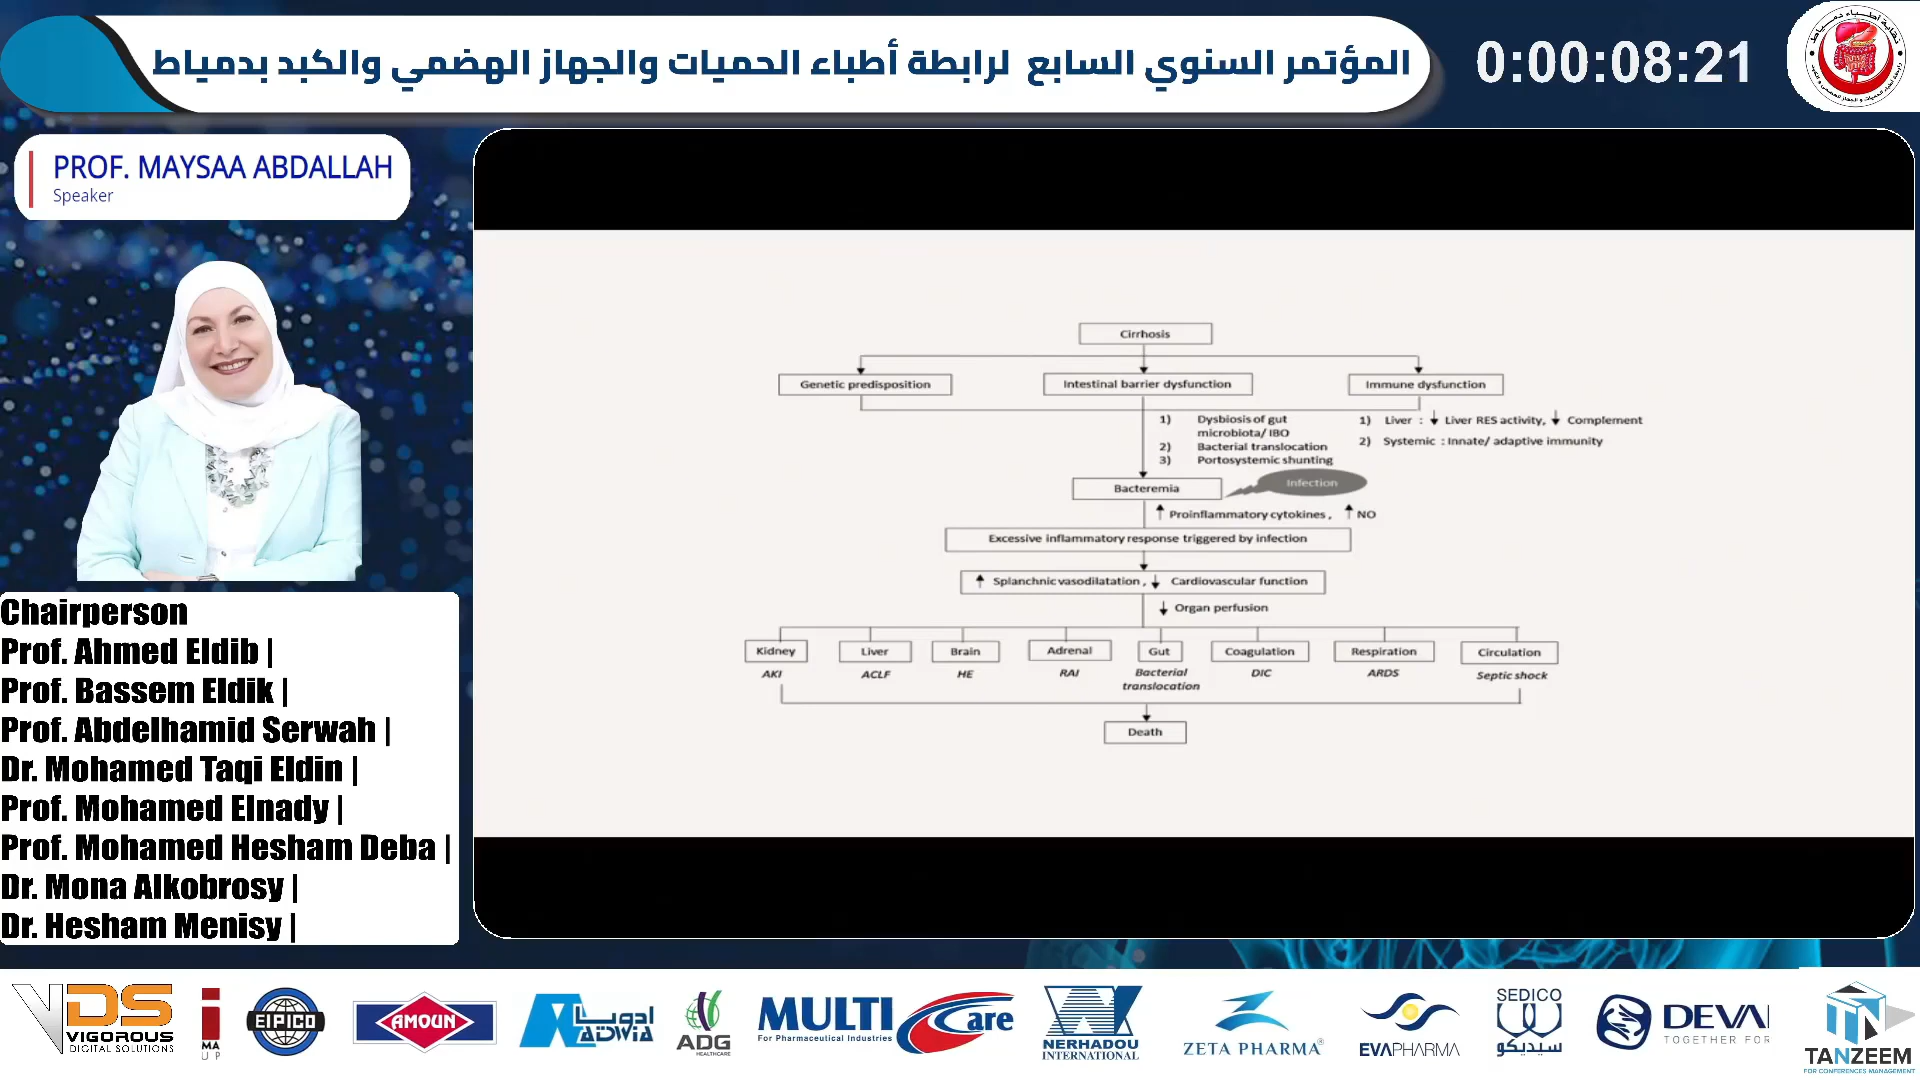 المؤتمر السنوي السابع لرابطة أطباء الحميات والجهاز الهضمي والكبد بدمياط
0:00:08:21
PROF. MAYSAA ABDALLAH
Speaker
Chairperson
Prof. Ahmed Eldib |
Prof. Bassem Eldik |
Prof. Abdelhamid Serwah |
Dr. Mohamed Taqi Eldin |
Prof. Mohamed Elnady |
Prof. Mohamed Hesham Deba |
Dr. Mona Alkobrosy |
Dr. Hesham Menisy |
Cirrhosis
Genetic predisposition
Intestinal barrier dysfunction
Immune dysfunction
1) Dysbiosis of gut
microbiota/ IBO
2) Bacterial translocation
3) Portosystemic shunting
1) Liver : ↓ Liver RES activity, ↓ Complement
2) Systemic : Innate/ adaptive immunity
Bacteremia
Infection
↑ Proinflammatory cytokines, ↑ NO
Excessive inflammatory response triggered by infection
↑ Splanchnic vasodilatation, ↓ Cardiovascular function
↓ Organ perfusion
Kidney Liver Brain Adrenal Gut Coagulation Respiration Circulation
AKI ACLF HE RAI Bacterial DIC ARDS Septic shock
translocation
Death
VDS
VIGOROUS
DIGITAL SOLUTIONS
MA
UP
EIPICO
AMOUN
ادويا
ADWIA
ADG
HEALTHCARE
MULTI Care
For Pharmaceutical Industries
NERHADOU
INTERNATIONAL
ZETA PHARMA
EVAPHARMA
SEDICO
سيديكو
DEVA
TOGETHER FOR
TANZEEM
FOR CONFERENCES MANAGEMENT